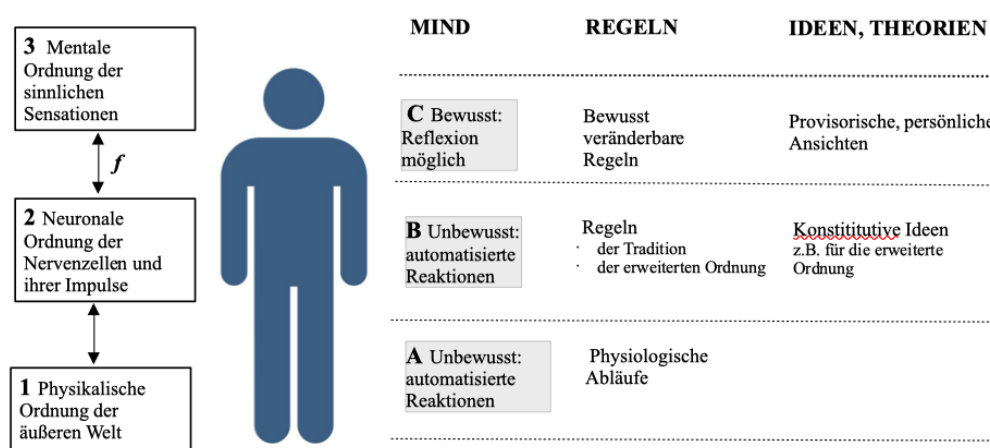 3 Mentale
Ordnung der
sinnlichen
Sensationen
f
2 Neuronale
Ordnung der
Nervenzellen und
ihrer Impulse
1 Physikalische
Ordnung der
äußeren Welt
MIND
REGELN
IDEEN, THEORIEN
C Bewusst:
Reflexion
möglich
Bewusst
veränderbare
Regeln
Provisorische, persönliche
Ansichten
B Unbewusst:
automatisierte
Reaktionen
Regeln
· der Tradition
· der erweiterten Ordnung
Konstititutive Ideen
z.B. für die erweiterte
Ordnung
A Unbewusst:
automatisierte
Reaktionen
Physiologische
Abläufe